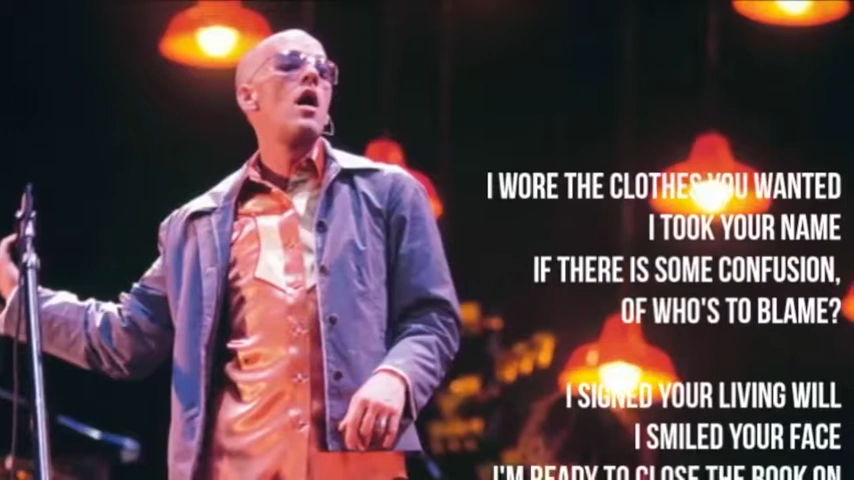 I WORE THE CLOTHES YOU WANTED
I TOOK YOUR NAME
IF THERE IS SOME CONFUSION,
OF WHO'S TO BLAME?
I SIGNED YOUR LIVING WILL
I SMILED YOUR FACE
I'M READY TO CLOSE THE BOOK ON